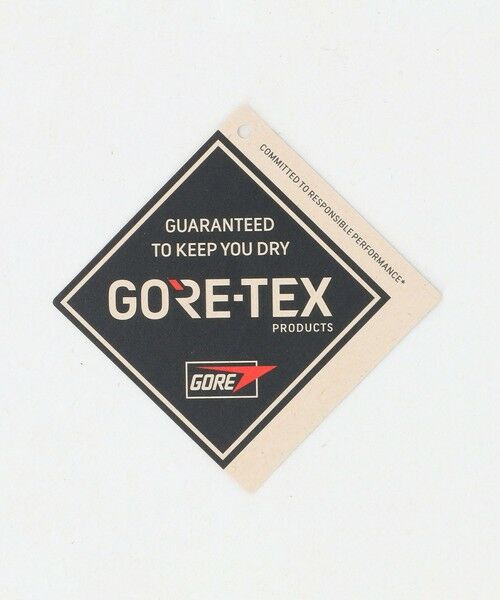 COMMITTED TO RESPONSIBLE PERFORMANCE*
GUARANTEED
TO KEEP YOU DRY
GORE-TEX
PRODUCTS
GORE